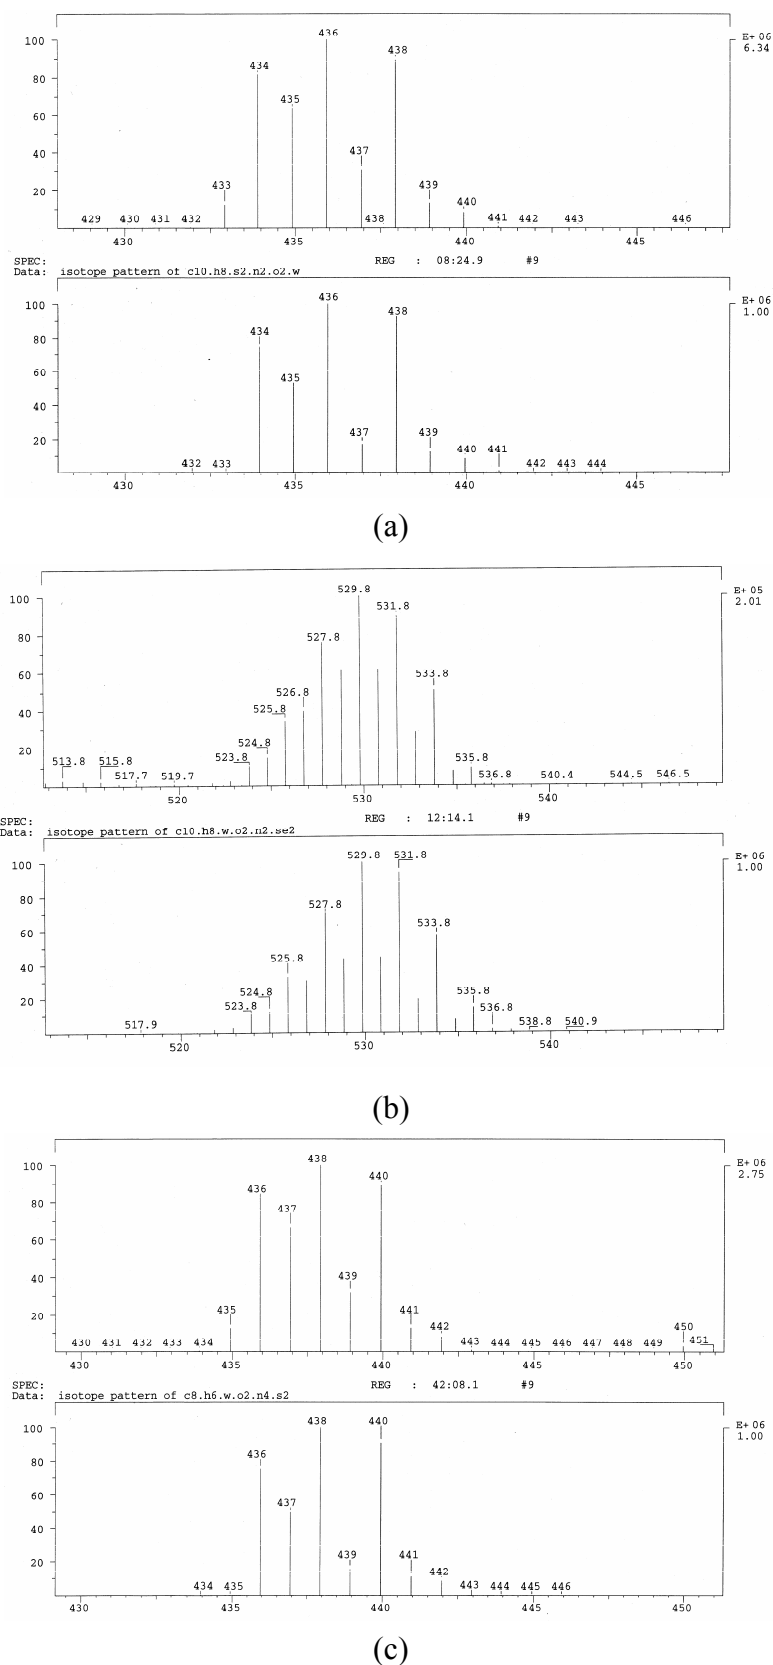 436
100 E+06
438 6.34
434
80
435
60
437
40
433 439
20 440
429 430 431 432 438 441 442 443 446
430 435 440 445
SPEC: REG : 08:24.9 #9
Data: isotope pattern of c10.h8.s2.n2.o2.w
436
100 438 E+06
1.00
434
80
60 435
40
437 439
20 440 441
432 433 442 443 444
430 435 440 445
(a)
529.8
100 E+05
531.8 2.01
80 527.8
60 533.8
526.8
40 525.8
524.8
20 513.8 515.8 523.8 535.8
517.7 519.7 536.8 540.4 544.5 546.5
520 530 540
SPEC: REG : 12:14.1 #9
Data: isotope pattern of c10.h8.w.o2.n2.se2
529.8 531.8
100 E+06
1.00
80 527.8
533.8
60
525.8
40
524.8 535.8
20 523.8 536.8
517.9 538.8 540.9
520 530 540
(b)
438
100 E+06
440 2.75
436
80
437
60
40 439
435 441
20 442 450
430 431 432 433 434 443 444 445 446 447 448 449 451
430 435 440 445 450
SPEC: REG : 42:08.1 #9
Data: isotope pattern of c8.h6.w.o2.n4.s2
438 440
100 E+06
1.00
436
80
60
437
40
439 441
20 442
434 435 443 444 445 446
430 435 440 445 450
(c)